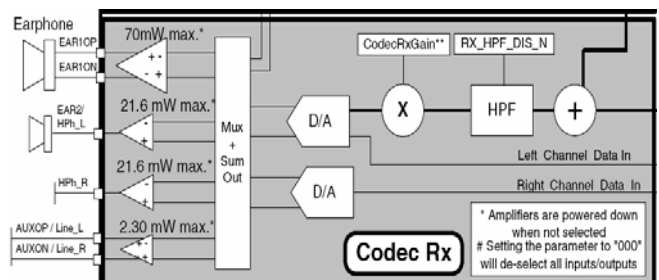 Earphone
EAR1OP
EAR1ON
70mW max.*
CodecRxGain**
RX_HPF_DIS_N
EAR2/
HPh_L
21.6 mW max.*
Mux
+
Sum
Out
D/A
X
HPF
+
Left Channel Data In
HPh_R
21.6 mW max.*
D/A
Right Channel Data In
AUXOP / Line_L
AUXON / Line_R
2.30 mW max.*
Codec Rx
* Amplifiers are powered down
when not selected
# Setting the parameter to "000"
will de-select all inputs/outputs